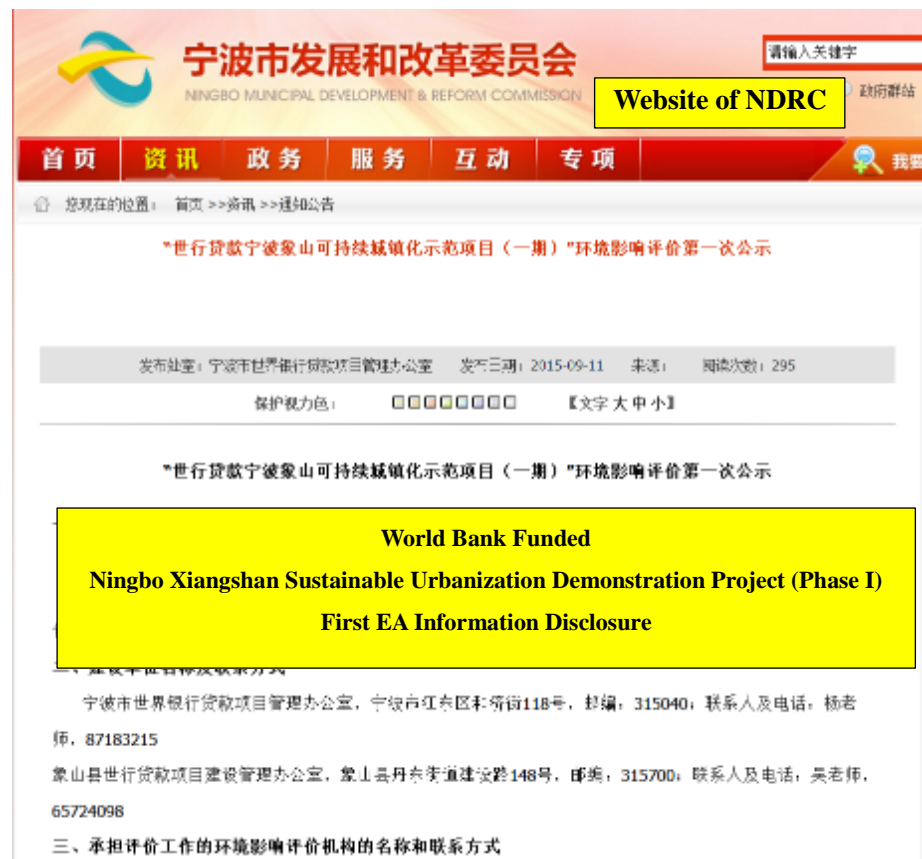 宁波市发展和改革委员会
NINGBO MUNICIPAL DEVELOPMENT & REFORM COMMISSION
请输入关键字
Website of NDRC
政府群站
首页 资讯 政务 服务 互动 专项
我要
您现在的位置： 首页 >>资讯 >>通知公告
"世行贷款宁波象山可持续城镇化示范项目（一期）"环境影响评价第一次公示
发布处室：宁波市世界银行贷款项目管理办公室 发布日期：2015-09-11 来源： 阅读次数：295
保护视力色： 【文字 大 中 小】
"世行贷款宁波象山可持续城镇化示范项目（一期）"环境影响评价第一次公示
World Bank Funded
Ningbo Xiangshan Sustainable Urbanization Demonstration Project (Phase I)
First EA Information Disclosure
二、建设单位名称及联系方式
宁波市世界银行贷款项目管理办公室，宁波市江东区和济街118号，邮编：315040；联系人及电话：杨老
师，87183215
象山县世行贷款项目建设管理办公室，象山县丹东街道建设路148号，邮编：315700；联系人及电话：吴老师，
65724098
三、承担评价工作的环境影响评价机构的名称和联系方式